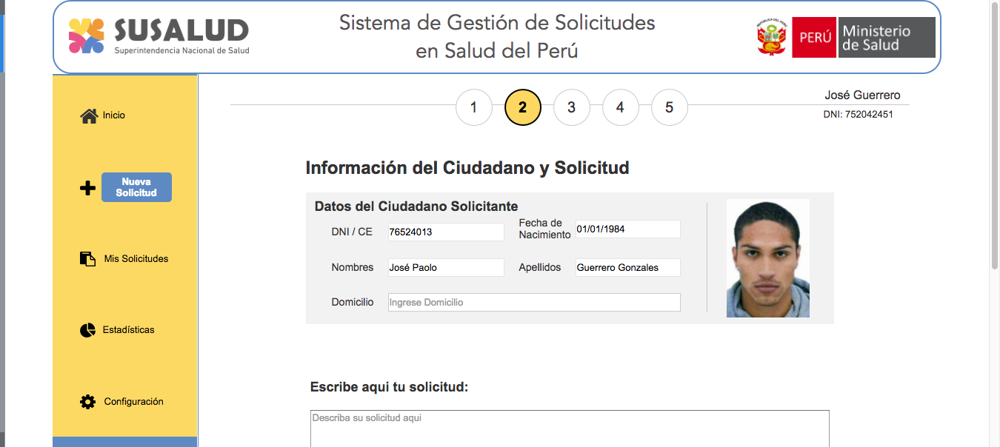 SUSALUD
Superintendencia Nacional de Salud
Sistema de Gestión de Solicitudes
en Salud del Perú
REPÚBLICA DEL PERÚ
PERÚ
Ministerio
de Salud
Inicio
Nueva
Solicitud
Mis Solicitudes
Estadísticas
Configuración
1
2
3
4
5
José Guerrero
DNI: 752042451
Información del Ciudadano y Solicitud
Datos del Ciudadano Solicitante
DNI / CE
76524013
Fecha de
Nacimiento
01/01/1984
Nombres
José Paolo
Apellidos
Guerrero Gonzales
Domicilio
Ingrese Domicilio
Escribe aqui tu solicitud:
Describa su solicitud aqui